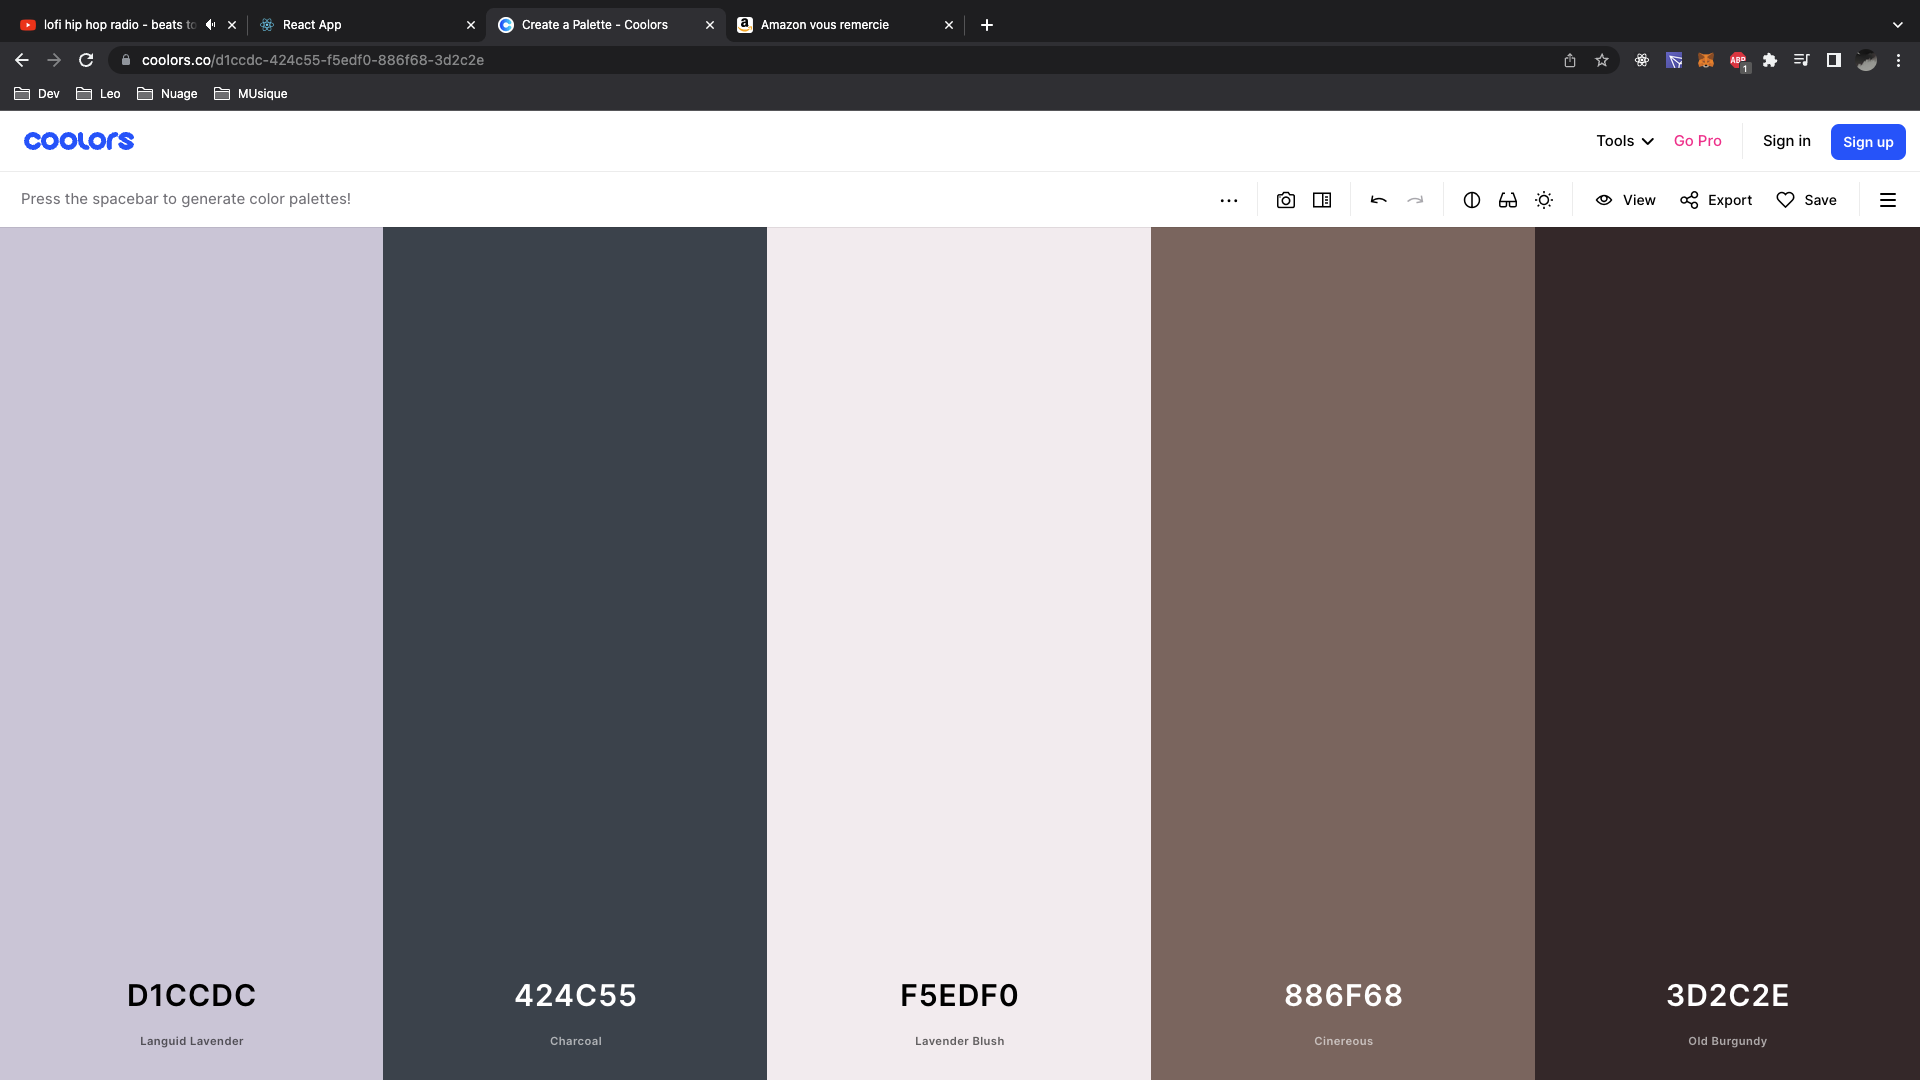 lofi hip hop radio - beats to
React App
Create a Palette - Coolors
Amazon vous remercie
coolors.co/d1ccdc-424c55-f5edf0-886f68-3d2c2e
ABP
1
Dev
Leo
Nuage
MUsique
coolors
Tools
Go Pro
Sign in
Sign up
Press the spacebar to generate color palettes!
View
Export
Save
D1CCDC
424C55
F5EDF0
886F68
3D2C2E
Languid Lavender
Charcoal
Lavender Blush
Cinereous
Old Burgundy